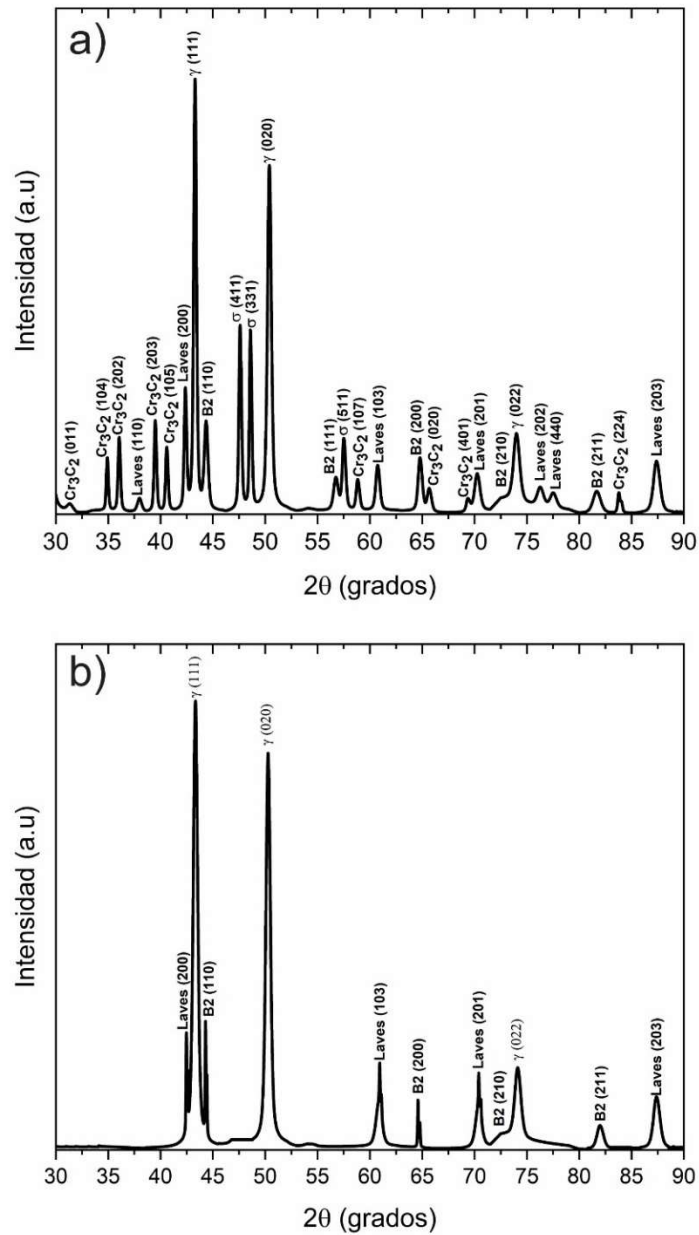 a)
Intensidad (a.u)
Cr3C2 (011)
Cr3C2 (104)
Cr3C2 (202)
Laves (110)
Cr3C2 (203)
Cr3C2 (105)
Laves (200)
γ (111)
B2 (110)
σ (411)
σ (331)
γ (020)
B2 (111)
σ (511)
Cr3C2 (107)
Laves (103)
B2 (200)
Cr3C2 (020)
Cr3C2 (401)
Laves (201)
B2 (210)
γ (022)
Laves (202)
Laves (440)
B2 (211)
Cr3C2 (224)
Laves (203)
30 35 40 45 50 55 60 65 70 75 80 85 90
2θ (grados)
b)
Intensidad (a.u)
Laves (200)
γ (111)
B2 (110)
γ (020)
Laves (103)
B2 (200)
Laves (201)
B2 (210)
γ (022)
B2 (211)
Laves (203)
30 35 40 45 50 55 60 65 70 75 80 85 90
2θ (grados)